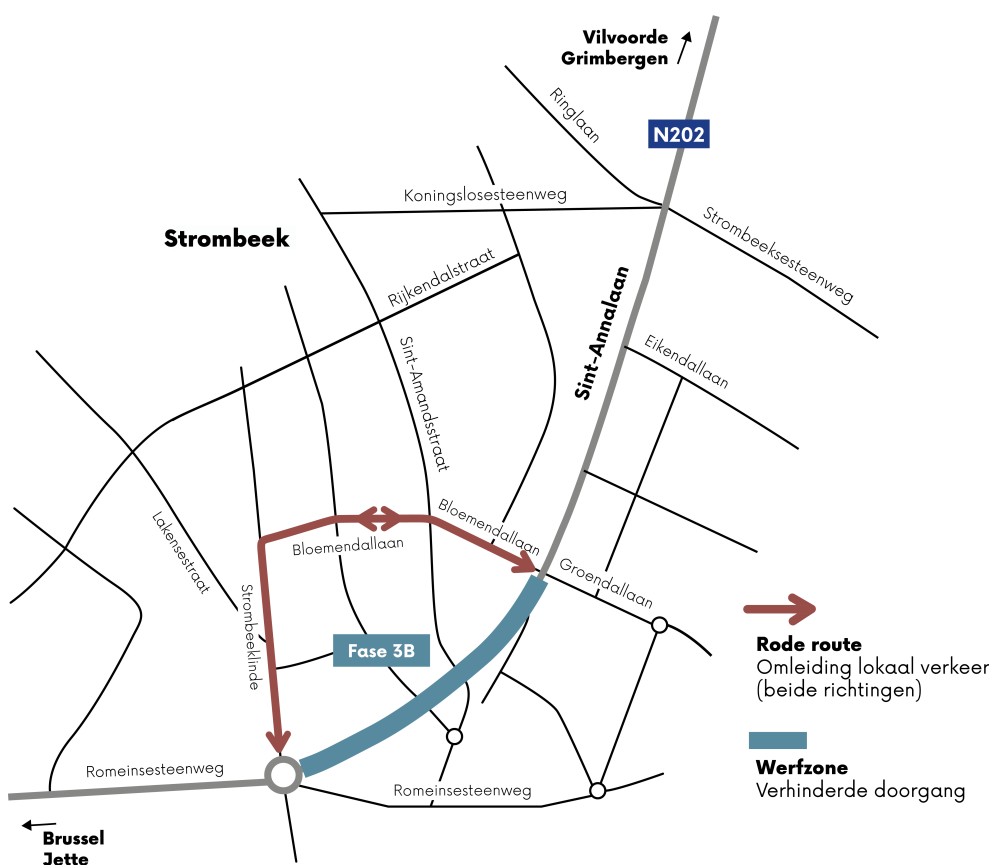 Vilvoorde
Grimbergen
Ringlaan
N202
Koningslosesteenweg
Strombeeksesteenweg
Strombeek
Rijkendalstraat
Sint-Annalaan
Sint-Amandsstraat
Eikendallaan
Lakensestraat
Bloemendallaan
Bloemendallaan
Groendallaan
Strombeeklinde
Fase 3B
Rode route
Omleiding lokaal verkeer
(beide richtingen)
Werfzone
Verhinderde doorgang
Romeinsesteenweg
Romeinsesteenweg
Brussel
Jette